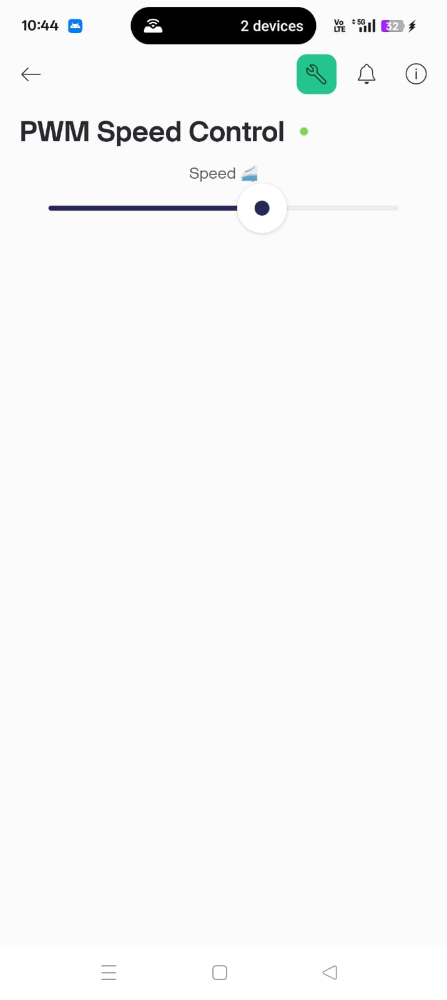 10:44
2 devices
Vo LTE 5G 32
PWM Speed Control
Speed